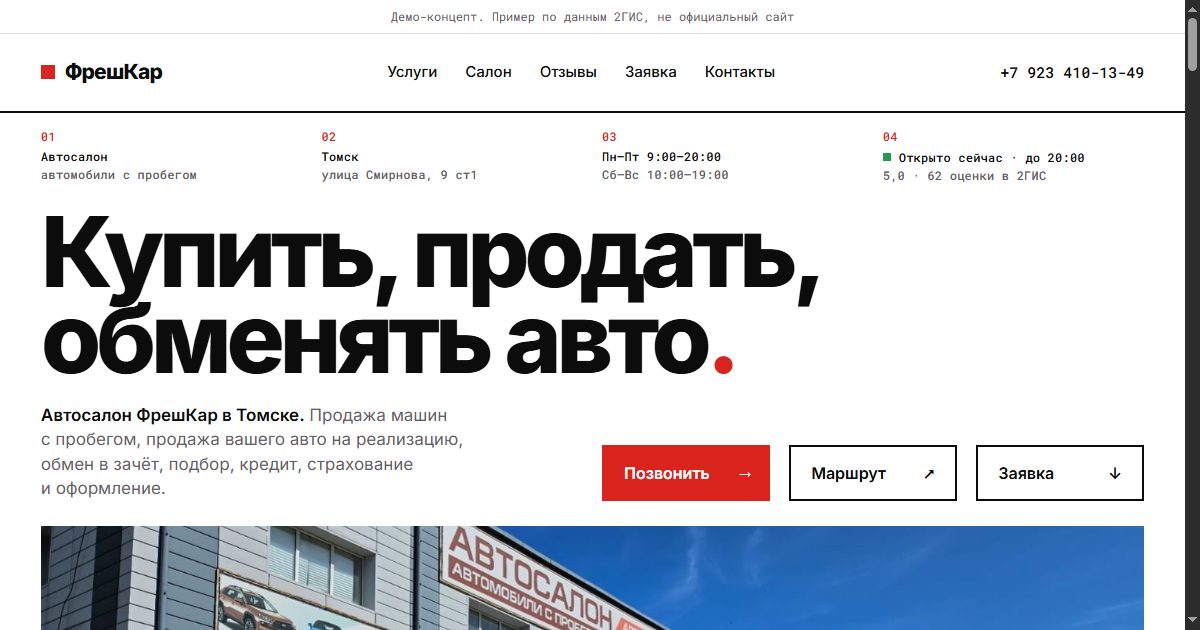 Демо-концепт. Пример по данным 2ГИС, не официальный сайт
ФрешКар
Услуги Салон Отзывы Заявка Контакты
+7 923 410-13-49
01
Автосалон
автомобили с пробегом
02
Томск
улица Смирнова, 9 ст1
03
Пн–Пт 9:00–20:00
Сб–Вс 10:00–19:00
04
Открыто сейчас · до 20:00
5,0 · 62 оценки в 2ГИС
Купить, продать,
обменять авто.
Автосалон ФрешКар в Томске. Продажа машин
с пробегом, продажа вашего авто на реализацию,
обмен в зачёт, подбор, кредит, страхование
и оформление.
Позвонить →
Маршрут ↗
Заявка ↓
АВТОСАЛОН
АВТОМОБИЛИ С